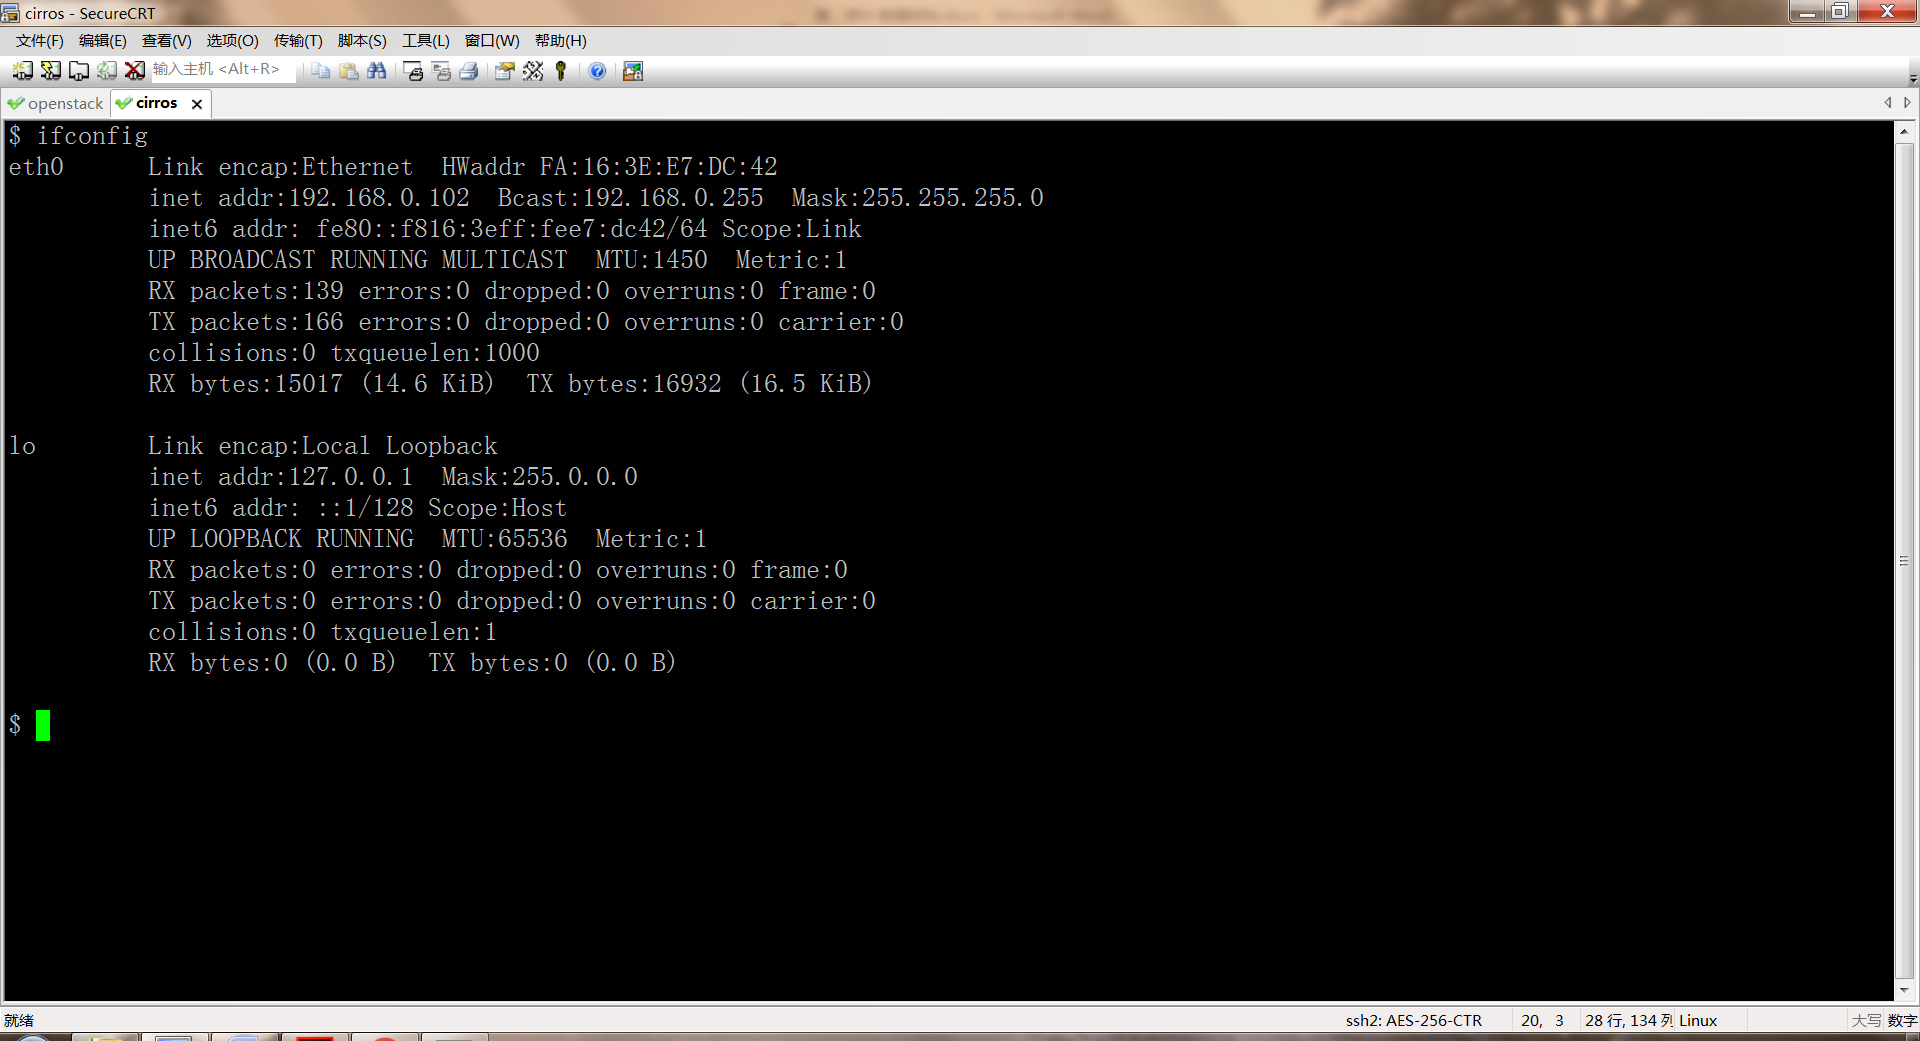 cirros - SecureCRT
文件(F) 编辑(E) 查看(V) 选项(O) 传输(T) 脚本(S) 工具(L) 窗口(W) 帮助(H)
输入主机 <Alt+R>
openstack cirros
$ ifconfig
eth0      Link encap:Ethernet  HWaddr FA:16:3E:E7:DC:42
          inet addr:192.168.0.102  Bcast:192.168.0.255  Mask:255.255.255.0
          inet6 addr: fe80::f816:3eff:fee7:dc42/64 Scope:Link
          UP BROADCAST RUNNING MULTICAST  MTU:1450  Metric:1
          RX packets:139 errors:0 dropped:0 overruns:0 frame:0
          TX packets:166 errors:0 dropped:0 overruns:0 carrier:0
          collisions:0 txqueuelen:1000
          RX bytes:15017 (14.6 KiB)  TX bytes:16932 (16.5 KiB)
lo        Link encap:Local Loopback
          inet addr:127.0.0.1  Mask:255.0.0.0
          inet6 addr: ::1/128 Scope:Host
          UP LOOPBACK RUNNING  MTU:65536  Metric:1
          RX packets:0 errors:0 dropped:0 overruns:0 frame:0
          TX packets:0 errors:0 dropped:0 overruns:0 carrier:0
          collisions:0 txqueuelen:1
          RX bytes:0 (0.0 B)  TX bytes:0 (0.0 B)
$
就绪 ssh2: AES-256-CTR 20, 3 28 行, 134 列 Linux 大写 数字